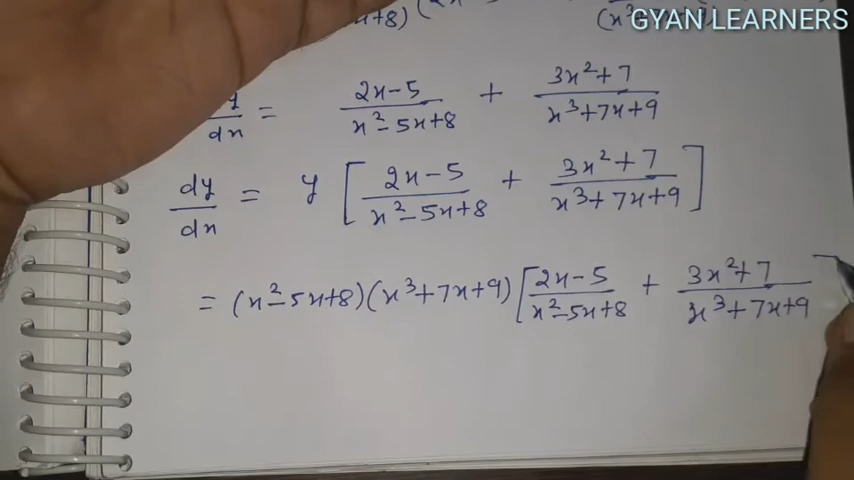 GYAN LEARNERS
dx = 2x-5 / x²-5x+8 + 3x²+7 / x³+7x+9
dy/dx = y [ 2x-5 / x²-5x+8 + 3x²+7 / x³+7x+9 ]
= (x²-5x+8)(x³+7x+9) [ 2x-5 / x²-5x+8 + 3x²+7 / x³+7x+9